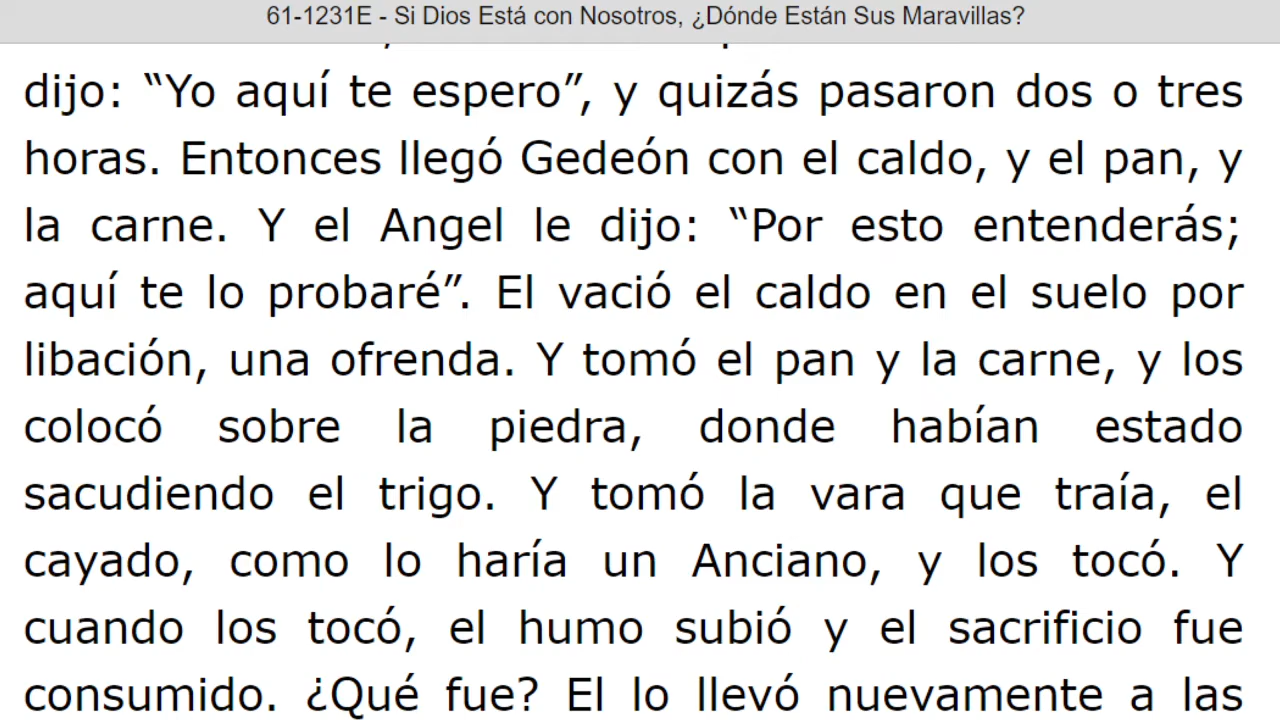 61-1231E - Si Dios Está con Nosotros, ¿Dónde Están Sus Maravillas?
dijo: “Yo aquí te espero”, y quizás pasaron dos o tres
horas. Entonces llegó Gedeón con el caldo, y el pan, y
la carne. Y el Angel le dijo: “Por esto entenderás;
aquí te lo probaré”. El vació el caldo en el suelo por
libación, una ofrenda. Y tomó el pan y la carne, y los
colocó sobre la piedra, donde habían estado
sacudiendo el trigo. Y tomó la vara que traía, el
cayado, como lo haría un Anciano, y los tocó. Y
cuando los tocó, el humo subió y el sacrificio fue
consumido. ¿Qué fue? El lo llevó nuevamente a las